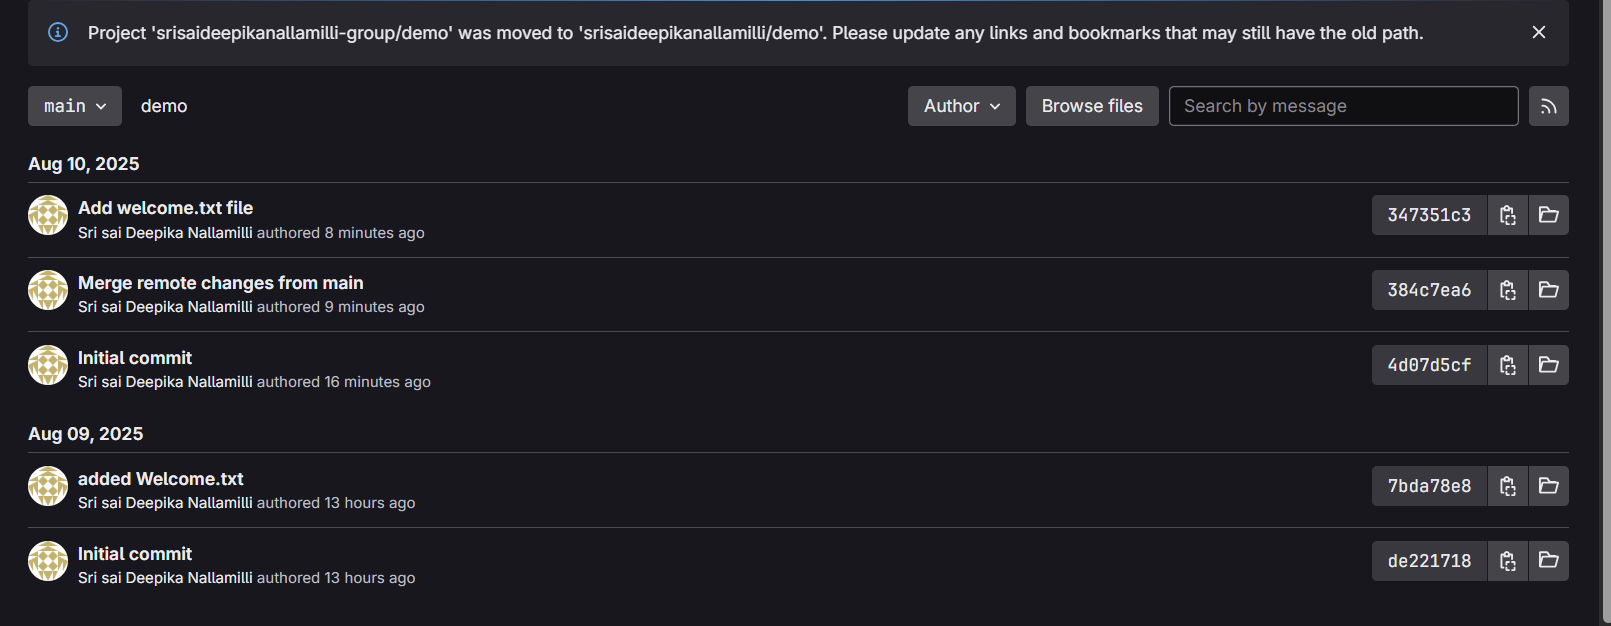 Project 'srisaideepikanallamilli-group/demo' was moved to 'srisaideepikanallamilli/demo'. Please update any links and bookmarks that may still have the old path.
main demo Author Browse files Search by message
Aug 10, 2025
Add welcome.txt file
Sri sai Deepika Nallamilli authored 8 minutes ago
347351c3
Merge remote changes from main
Sri sai Deepika Nallamilli authored 9 minutes ago
384c7ea6
Initial commit
Sri sai Deepika Nallamilli authored 16 minutes ago
4d07d5cf
Aug 09, 2025
added Welcome.txt
Sri sai Deepika Nallamilli authored 13 hours ago
7bda78e8
Initial commit
Sri sai Deepika Nallamilli authored 13 hours ago
de221718